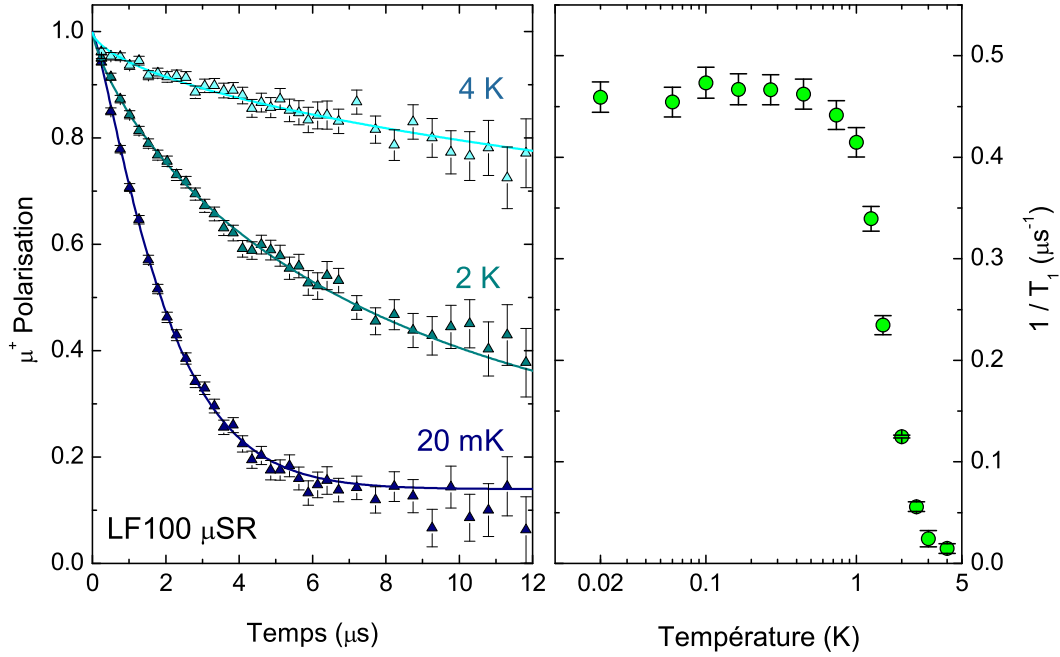 1.0
0.8
0.6
0.4
0.2
0.0
μ⁺ Polarisation
4 K
2 K
20 mK
LF100 μSR
0 2 4 6 8 10 12
Temps (μs)
0.5
0.4
0.3
0.2
0.1
0.0
1 / T₁ (μs⁻¹)
0.02 0.1 1 5
Température (K)